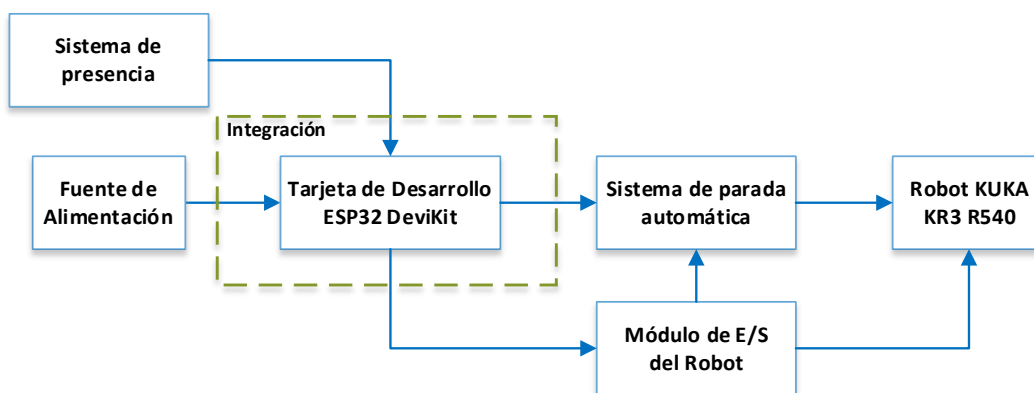 Sistema de
presencia
Integración
Fuente de
Alimentación
Tarjeta de Desarrollo
ESP32 DeviKit
Sistema de parada
automática
Robot KUKA
KR3 R540
Módulo de E/S
del Robot